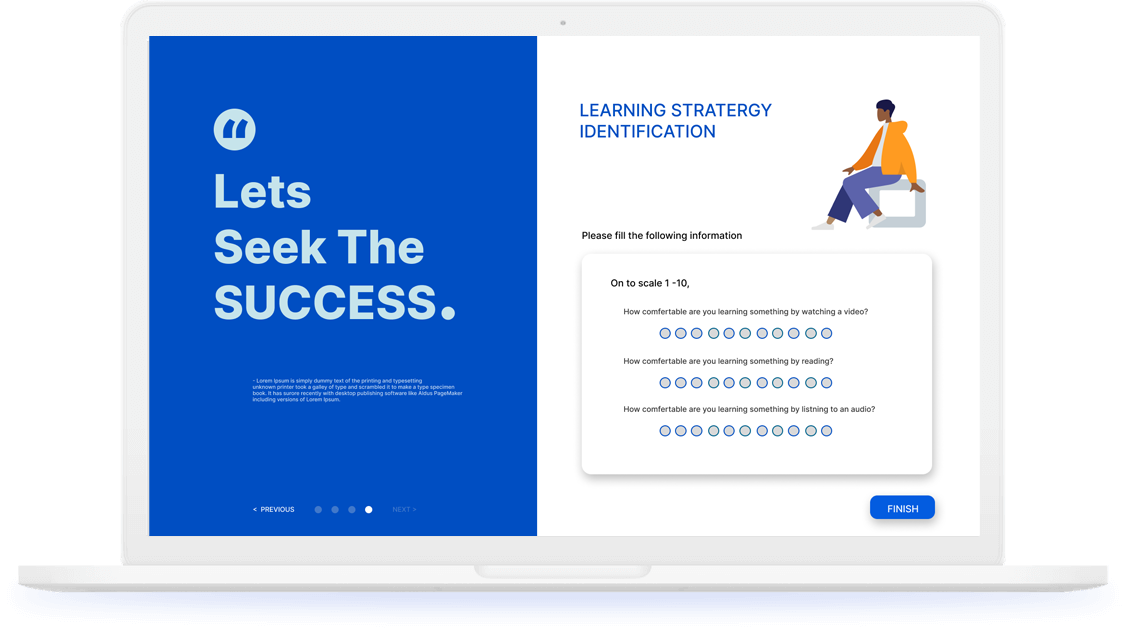 “
Lets
Seek The
SUCCESS.
- Lorem Ipsum is simply dummy text of the printing and typesetting
unknown printer took a galley of type and scrambled it to make a type specimen
book. It has surore recently with desktop publishing software like Aldus PageMaker
including versions of Lorem Ipsum.
< PREVIOUS
NEXT >
LEARNING STRATERGY
IDENTIFICATION
Please fill the following information
On to scale 1 -10,
How comfertable are you learning something by watching a video?
How comfertable are you learning something by reading?
How comfertable are you learning something by listning to an audio?
FINISH